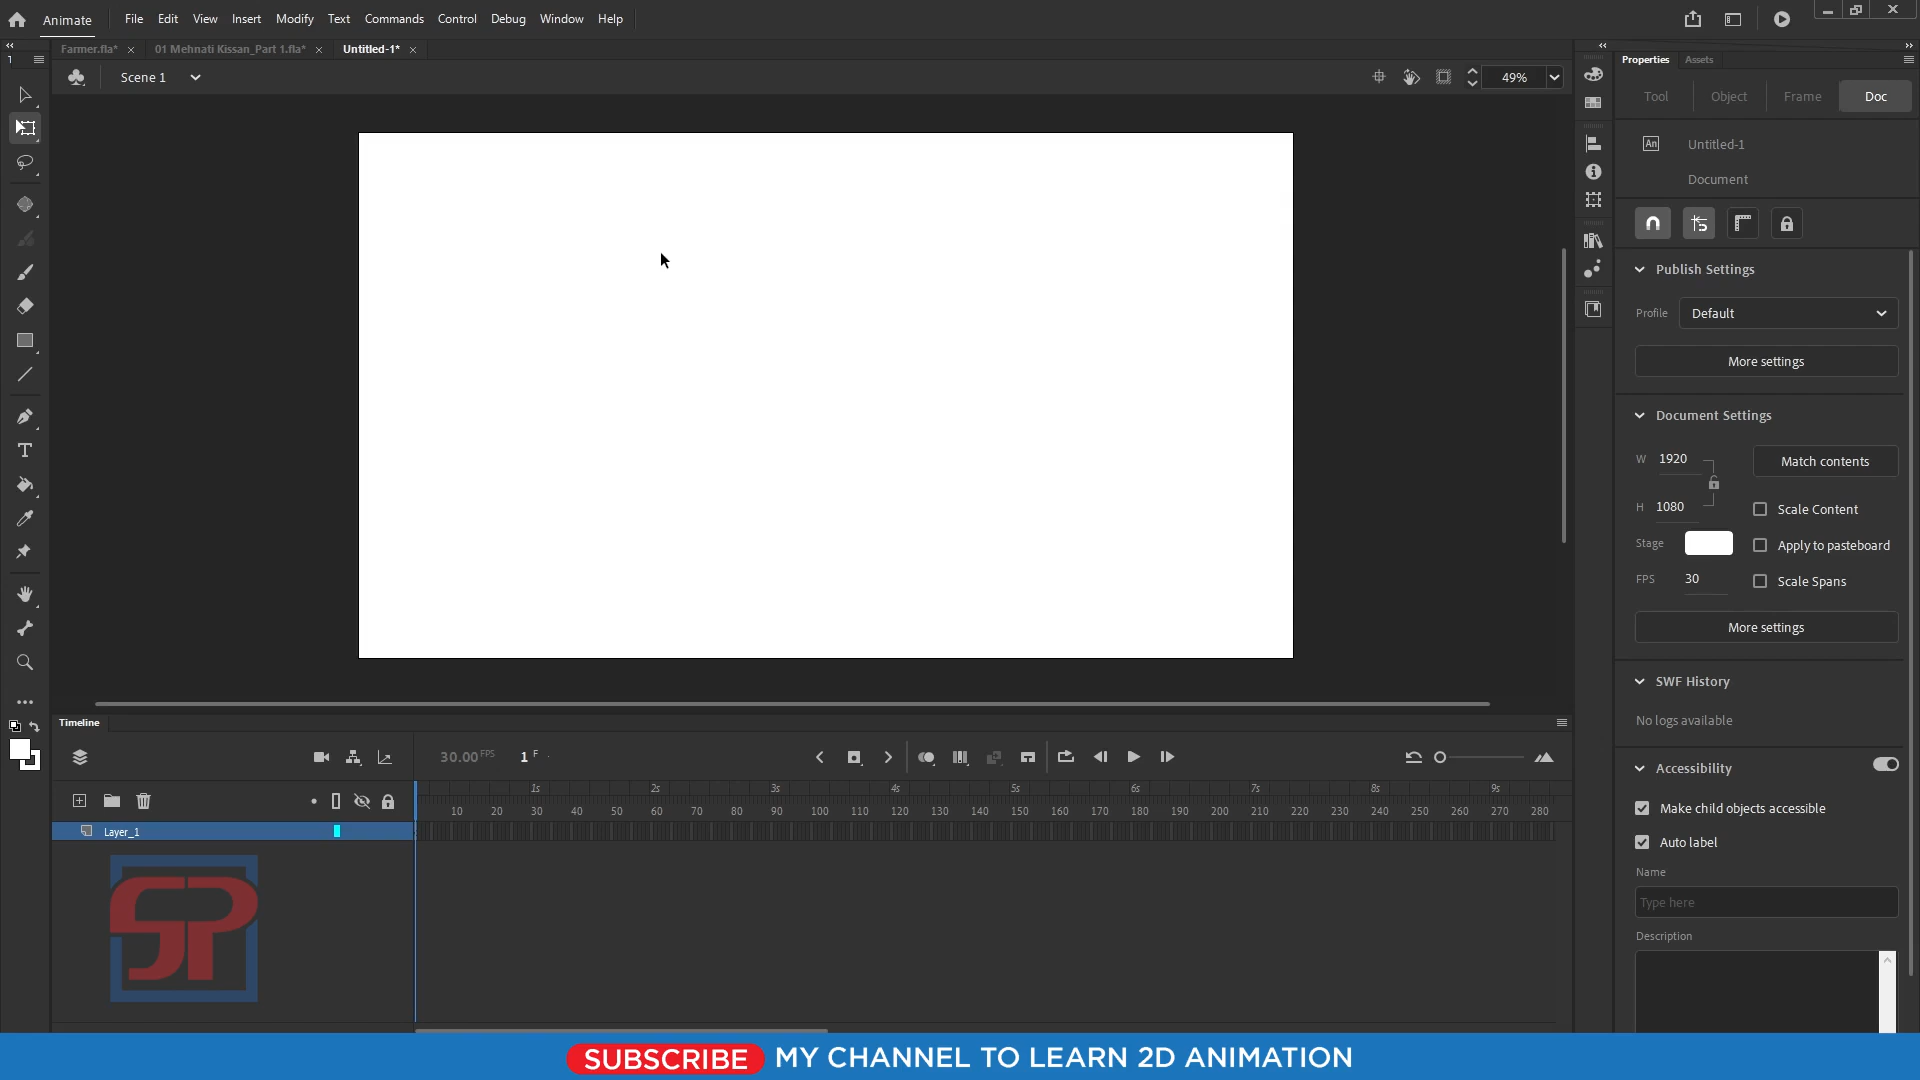 Animate File Edit View Insert Modify Text Commands Control Debug Window Help
Farmer.fla* 01 Mehnati Kissan_Part 1.fla* Untitled-1*
1
Scene 1
49%
Properties Assets
Tool Object Frame Doc
An Untitled-1
Document
Publish Settings
Profile Default
More settings
Document Settings
W 1920 Match contents
H 1080 Scale Content
Stage Apply to pasteboard
FPS 30 Scale Spans
More settings
SWF History
No logs available
Accessibility
Make child objects accessible
Auto label
Name
Type here
Description
Timeline
30.00 FPS 1 F
1s 2s 3s 4s 5s 6s 7s 8s 9s
10 20 30 40 50 60 70 80 90 100 110 120 130 140 150 160 170 180 190 200 210 220 230 240 250 260 270 280
Layer_1
SP
SUBSCRIBE MY CHANNEL TO LEARN 2D ANIMATION